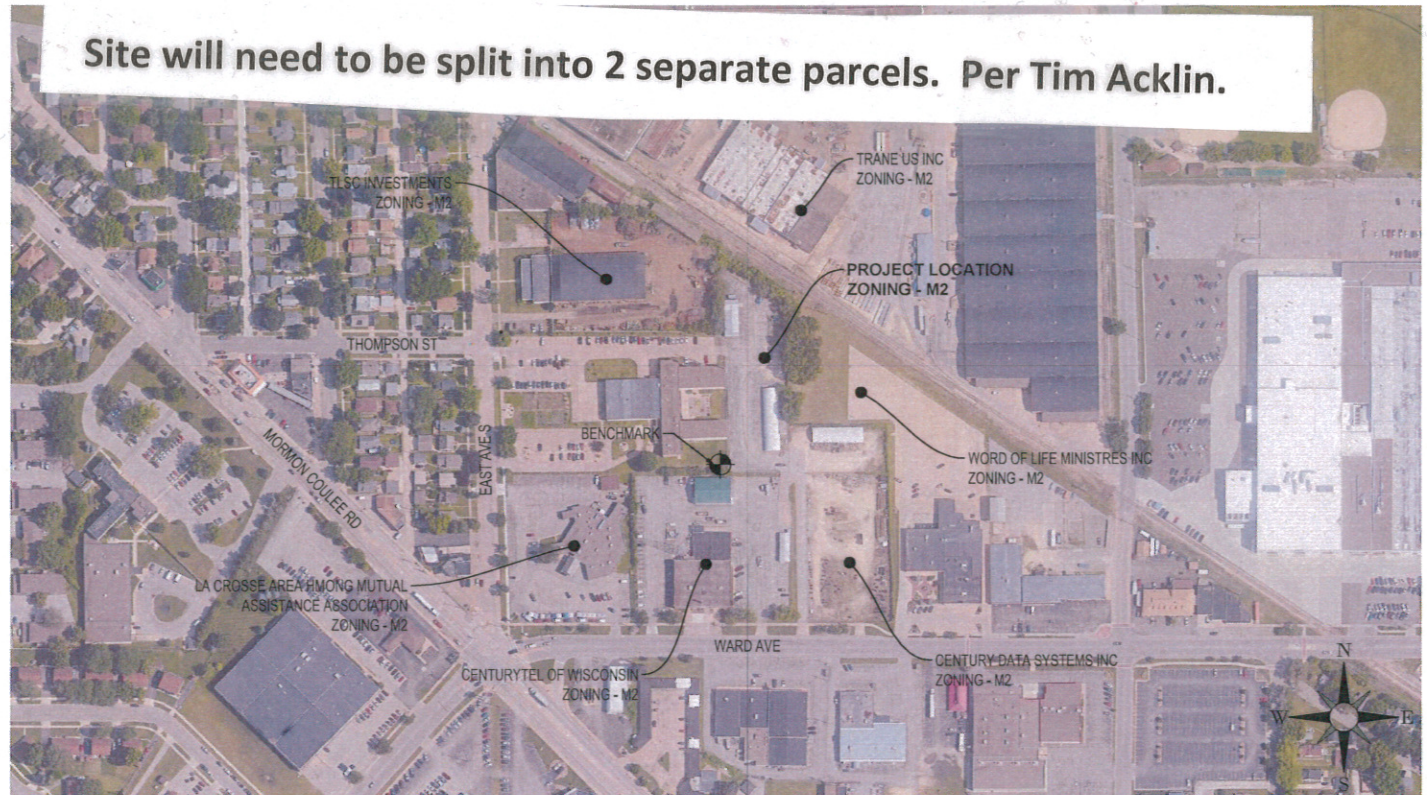 Site will need to be split into 2 separate parcels. Per Tim Acklin.
TRANE US INC
ZONING - M2
TLSC INVESTMENTS
ZONING - M2
PROJECT LOCATION
ZONING - M2
THOMPSON ST
BENCHMARK
MORMON COULEE RD
EAST AVE S
WORD OF LIFE MINISTRES INC
ZONING - M2
LA CROSSE AREA HMONG MUTUAL
ASSISTANCE ASSOCIATION
ZONING - M2
WARD AVE
CENTURYTEL OF WISCONSIN
ZONING - M2
CENTURY DATA SYSTEMS INC
ZONING - M2
N
W
E
S